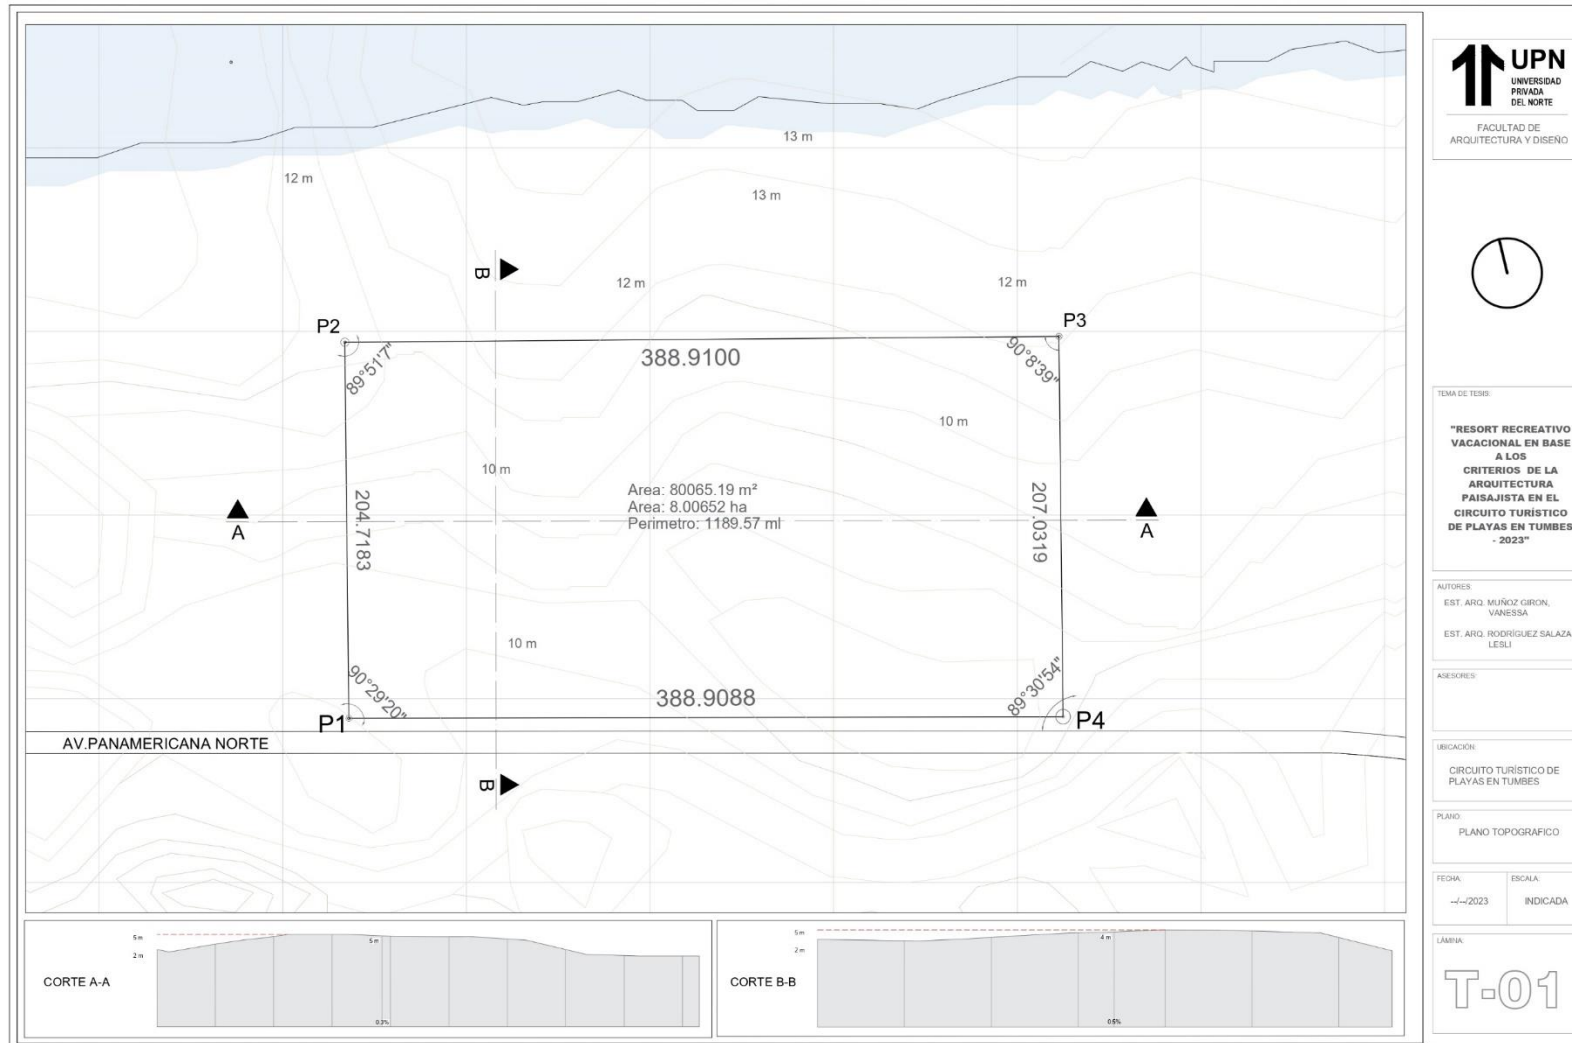 13 m
12 m
13 m
12 m
12 m
B
P2
P3
388.9100
89°51'7"
90°8'39"
10 m
10 m
Area: 80065.19 m²
Area: 8.00652 ha
Perimetro: 1189.57 ml
204.7183
207.0319
A
A
10 m
90°29'20"
388.9088
89°30'54"
P1
P4
AV.PANAMERICANA NORTE
B
5 m
2 m
5 m
CORTE A-A
0.3%
5 m
2 m
4 m
CORTE B-B
0.5%
UPN
UNIVERSIDAD
PRIVADA
DEL NORTE
FACULTAD DE
ARQUITECTURA Y DISEÑO
TEMA DE TESIS:
"RESORT RECREATIVO
VACACIONAL EN BASE
A LOS
CRITERIOS DE LA
ARQUITECTURA
PAISAJISTA EN EL
CIRCUITO TURÍSTICO
DE PLAYAS EN TUMBES
- 2023"
AUTORES:
EST. ARQ. MUÑOZ GIRON,
VANESSA
EST. ARQ. RODRÍGUEZ SALAZA
LESLI
ASESORES:
UBICACIÓN:
CIRCUITO TURÍSTICO DE
PLAYAS EN TUMBES
PLANO:
PLANO TOPOGRAFICO
FECHA:
--/--/2023
ESCALA:
INDICADA
LÁMINA:
T-01